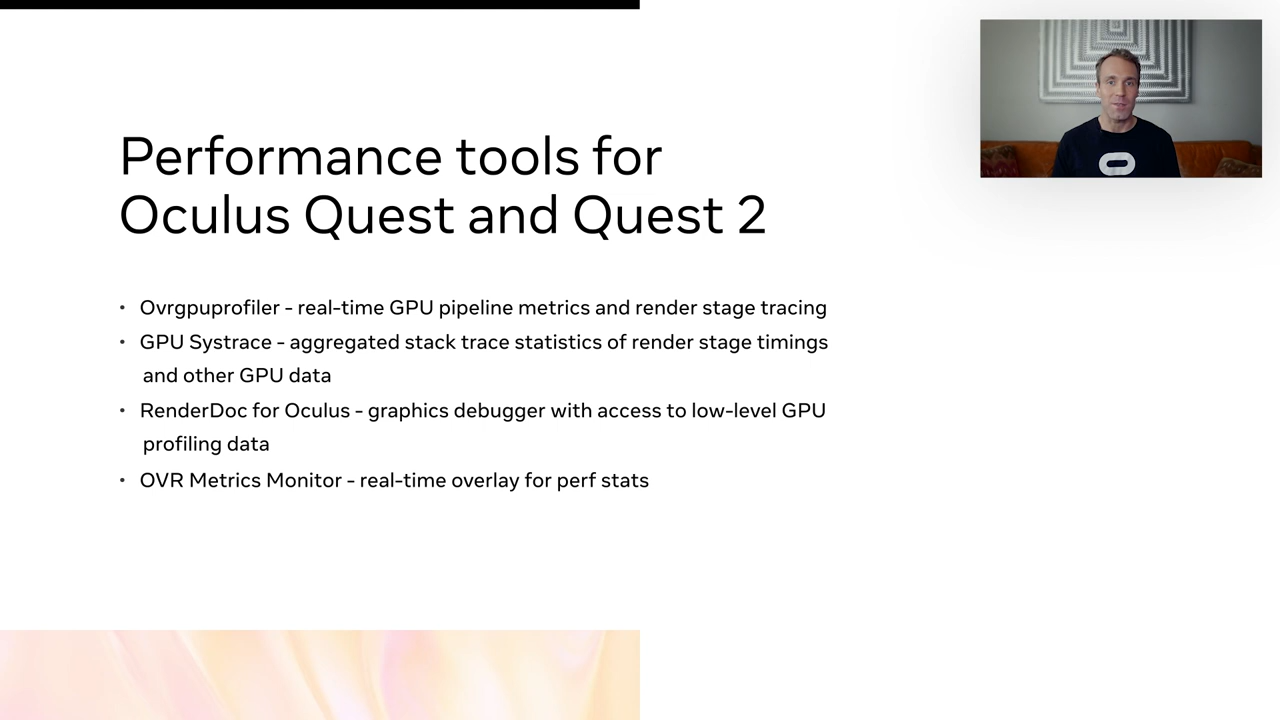 Performance tools for
Oculus Quest and Quest 2
• Ovrgpuprofiler - real-time GPU pipeline metrics and render stage tracing
• GPU Systrace - aggregated stack trace statistics of render stage timings
and other GPU data
• RenderDoc for Oculus - graphics debugger with access to low-level GPU
profiling data
• OVR Metrics Monitor - real-time overlay for perf stats